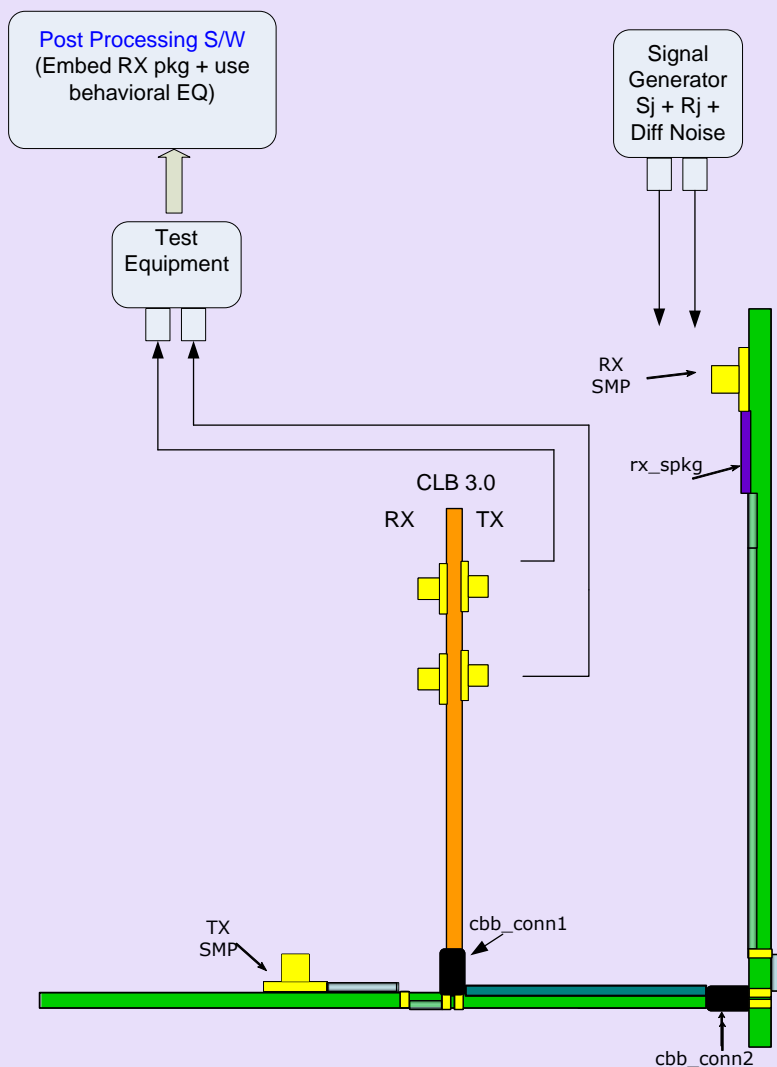 Post Processing S/W
(Embed RX pkg + use
behavioral EQ)
Signal
Generator
Sj + Rj +
Diff Noise
Test
Equipment
RX
SMP
rx_spkg
CLB 3.0
RX
TX
TX
SMP
cbb_conn1
cbb_conn2